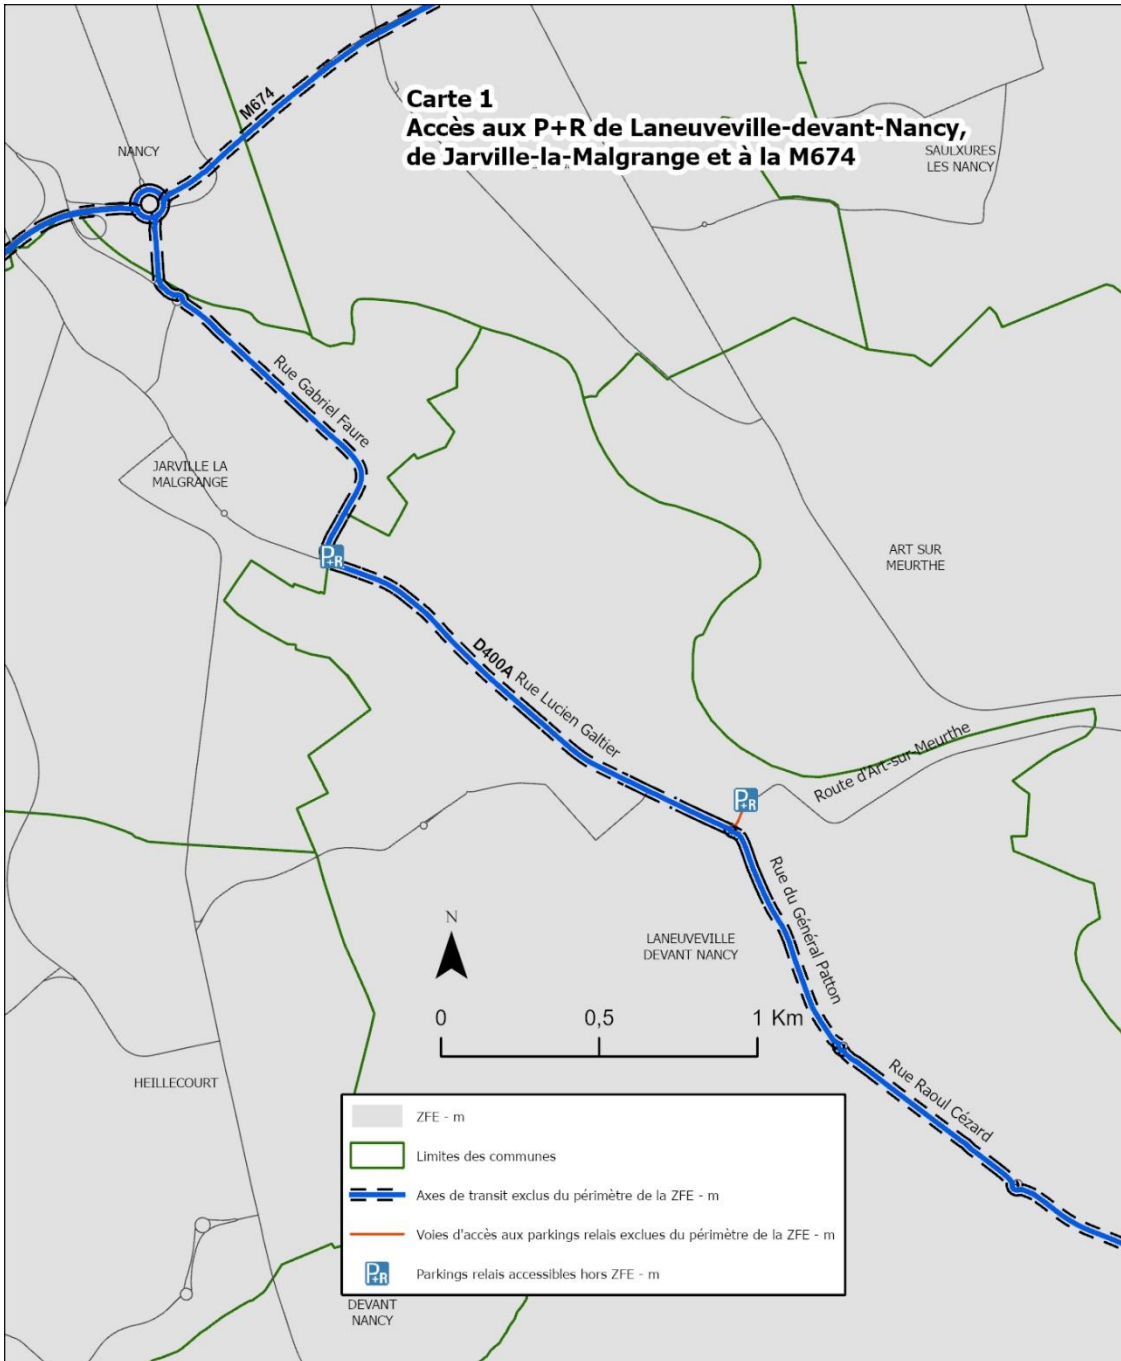 M674
Carte 1
Accès aux P+R de Laneuveville-devant-Nancy,
de Jarville-la-Malgrange et à la M674
NANCY
SAULXURES
LES NANCY
Rue Gabriel Faure
JARVILLE LA
MALGRANGE
P+R
ART SUR
MEURTHE
D400A Rue Lucien Galtier
Route d'Art-sur-Meurthe
P+R
Rue du Général Patton
LANEUVEVILLE
DEVANT NANCY
N
0 0,5 1 Km
Rue Raoul Cézard
HEILLECOURT
ZFE - m
Limites des communes
Axes de transit exclus du périmètre de la ZFE - m
Voies d'accès aux parkings relais exclues du périmètre de la ZFE - m
P+R Parkings relais accessibles hors ZFE - m
DEVANT
NANCY